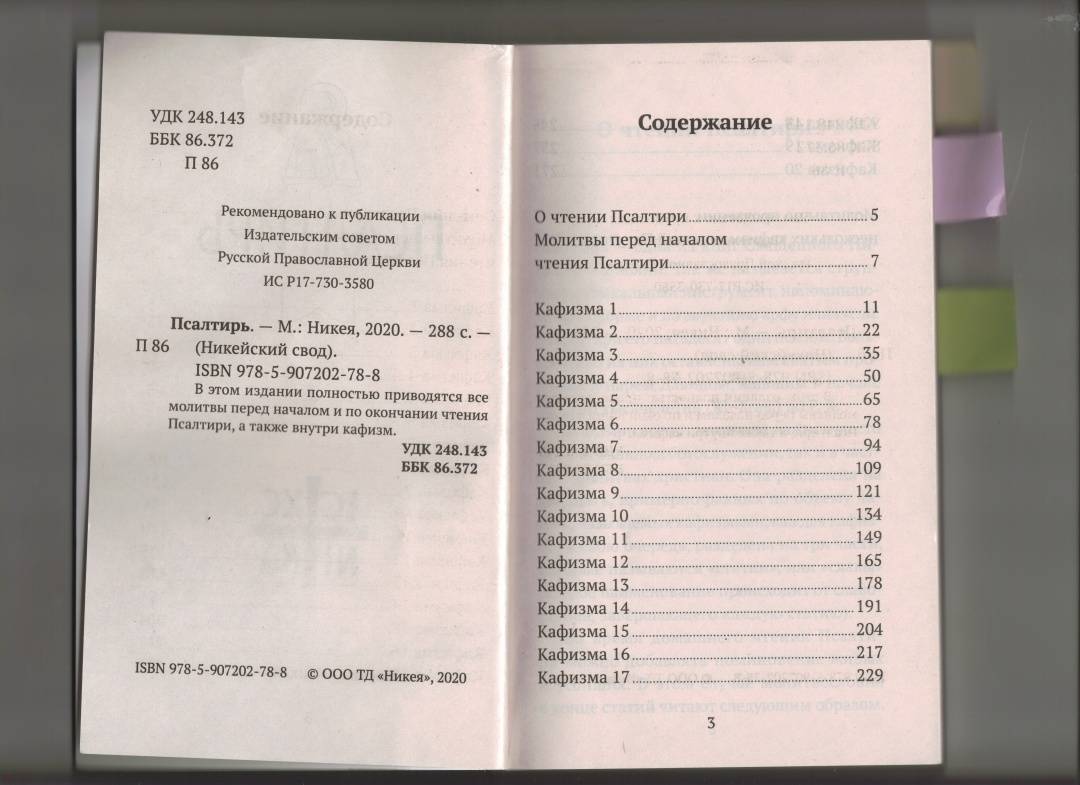 УДК 248.143
ББК 86.372
П 86
Рекомендовано к публикации
Издательским советом
Русской Православной Церкви
ИС Р17-730-3580
Псалтирь. — М.: Никея, 2020. — 288 с. —
П 86 (Никейский свод).
ISBN 978-5-907202-78-8
В этом издании полностью приводятся все
молитвы перед началом и по окончании чтения
Псалтири, а также внутри кафизм.
УДК 248.143
ББК 86.372
ISBN 978-5-907202-78-8 © ООО ТД «Никея», 2020
Содержание
О чтении Псалтири 5
Молитвы перед началом
чтения Псалтири 7
Кафизма 1 11
Кафизма 2 22
Кафизма 3 35
Кафизма 4 50
Кафизма 5 65
Кафизма 6 78
Кафизма 7 94
Кафизма 8 109
Кафизма 9 121
Кафизма 10 134
Кафизма 11 149
Кафизма 12 165
Кафизма 13 178
Кафизма 14 191
Кафизма 15 204
Кафизма 16 217
Кафизма 17 229
3